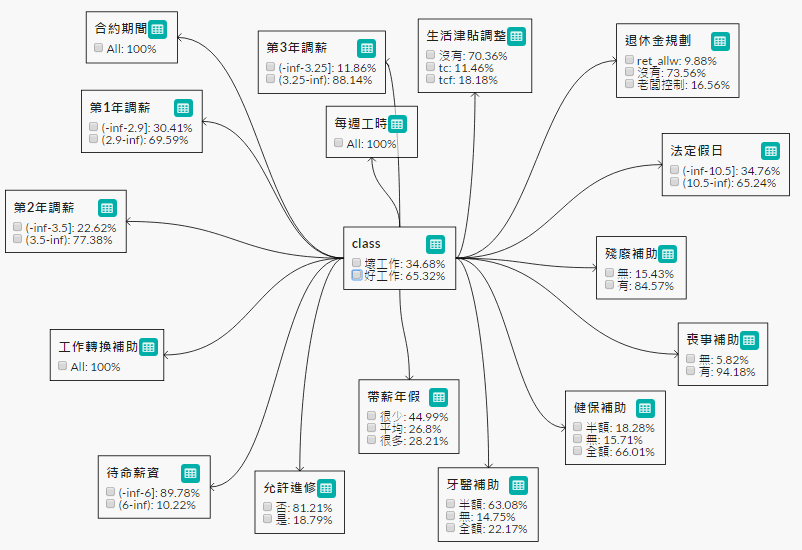 合約期間
All: 100%
第3年調薪
(-inf-3.25]: 11.86%
(3.25-inf): 88.14%
生活津貼調整
沒有: 70.36%
tc: 11.46%
tcf: 18.18%
退休金規劃
ret_allw: 9.88%
沒有: 73.56%
老闆控制: 16.56%
第1年調薪
(-inf-2.9]: 30.41%
(2.9-inf): 69.59%
每週工時
All: 100%
法定假日
(-inf-10.5]: 34.76%
(10.5-inf): 65.24%
第2年調薪
(-inf-3.5]: 22.62%
(3.5-inf): 77.38%
class
壞工作: 34.68%
好工作: 65.32%
殘廢補助
無: 15.43%
有: 84.57%
工作轉換補助
All: 100%
喪事補助
無: 5.82%
有: 94.18%
帶薪年假
很少: 44.99%
平均: 26.8%
很多: 28.21%
健保補助
半額: 18.28%
無: 15.71%
全額: 66.01%
待命薪資
(-inf-6]: 89.78%
(6-inf): 10.22%
允許進修
否: 81.21%
是: 18.79%
牙醫補助
半額: 63.08%
無: 14.75%
全額: 22.17%